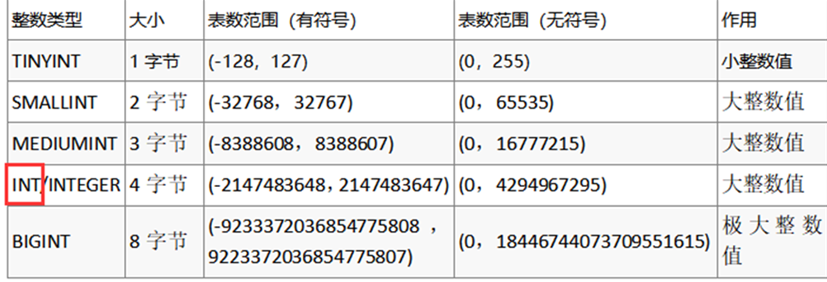 整数类型 大小 表数范围（有符号） 表数范围（无符号） 作用
TINYINT 1字节 (-128，127) (0，255) 小整数值
SMALLINT 2 字节 (-32768，32767) (0，65535) 大整数值
MEDIUMINT 3 字节 (-8388608，8388607) (0，16777215) 大整数值
INT/INTEGER 4 字节 (-2147483648，2147483647) (0，4294967295) 大整数值
BIGINT 8 字节 (-9233372036854775808 ，
9223372036854775807) (0，18446744073709551615) 极大整数
值